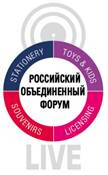 STATIONERY
TOYS & KIDS
РОССИЙСКИЙ
ОБЪЕДИНЕННЫЙ
ФОРУМ
SOUVENIRS
LICENSING
LIVE